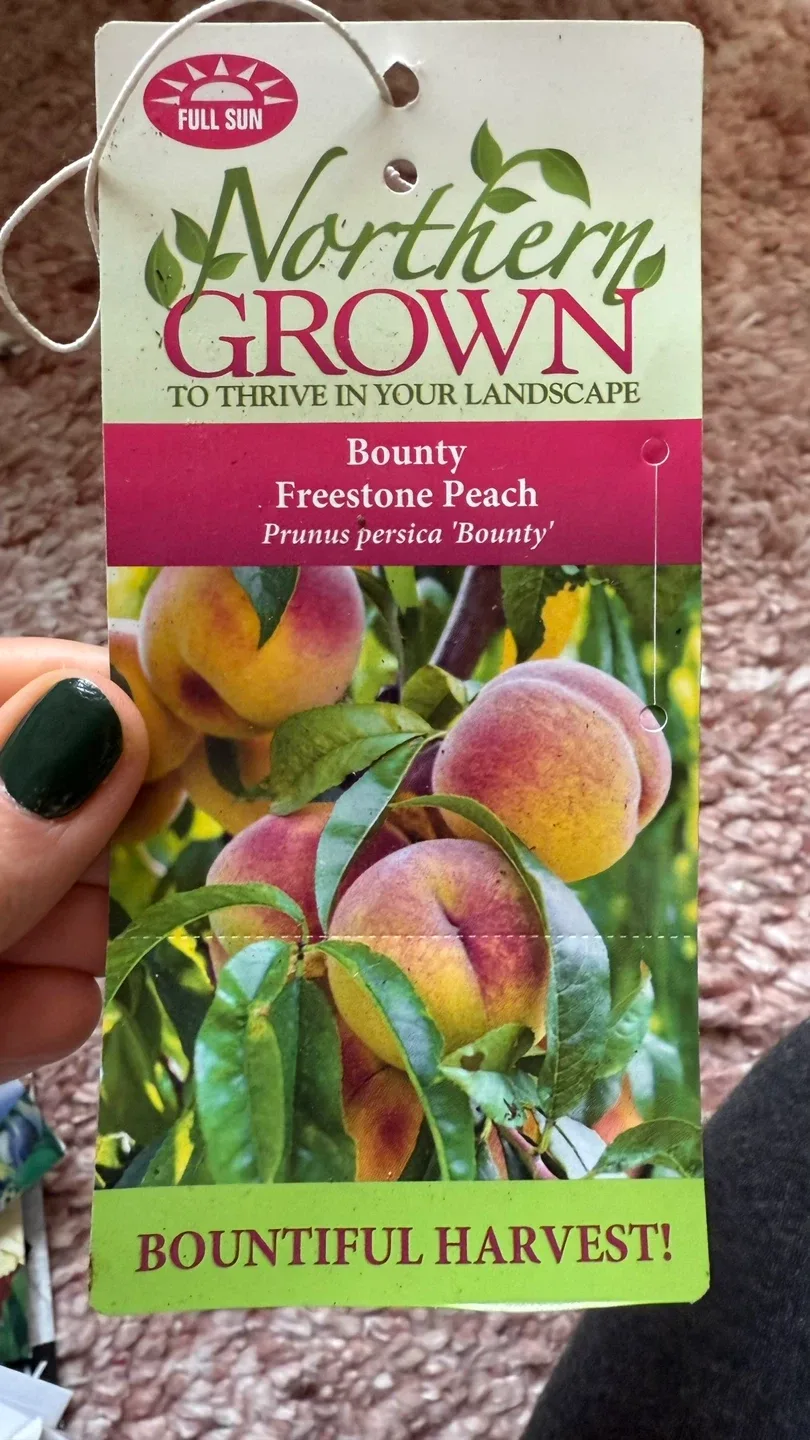 FULL SUN
Northern
GROWN
TO THRIVE IN YOUR LANDSCAPE
Bounty
Freestone Peach
Prunus persica 'Bounty'
BOUNTIFUL HARVEST!